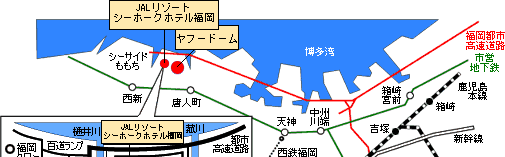 JALリゾート
シーホークホテル福岡
ヤフードーム
シーサイド
ももち
博多湾
福岡都市
高速道路
市営
地下鉄
西新
唐人町
天神
中洲
川端
箱崎
宮前
箱崎
鹿児島
本線
吉塚
新幹線
西鉄福岡
樋井川
JALリゾート
シーホークホテル福岡
都市
高速道路
百道ランプ
福岡